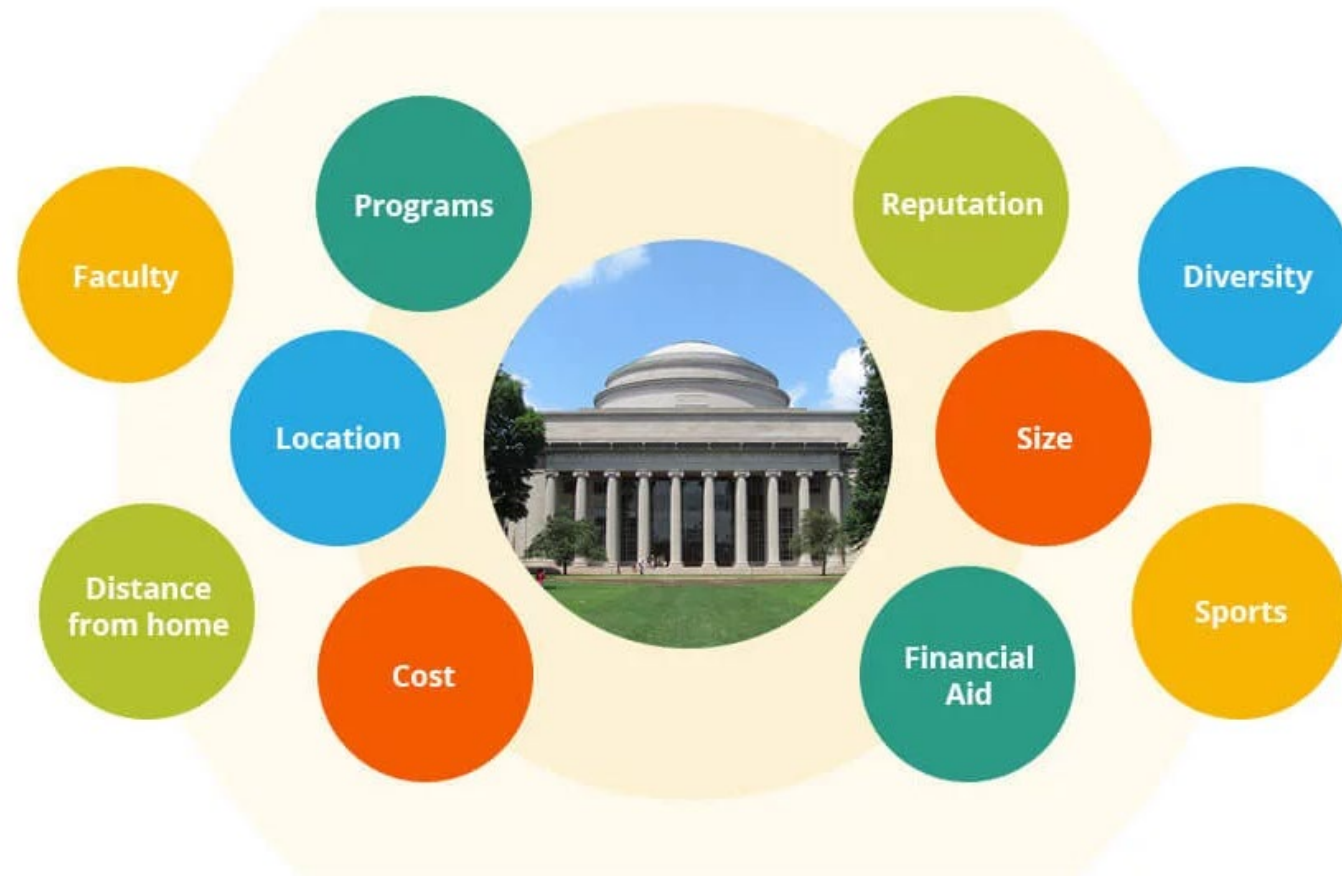 Programs
Reputation
Faculty
Diversity
Location
Size
Distance
from home
Sports
Cost
Financial
Aid